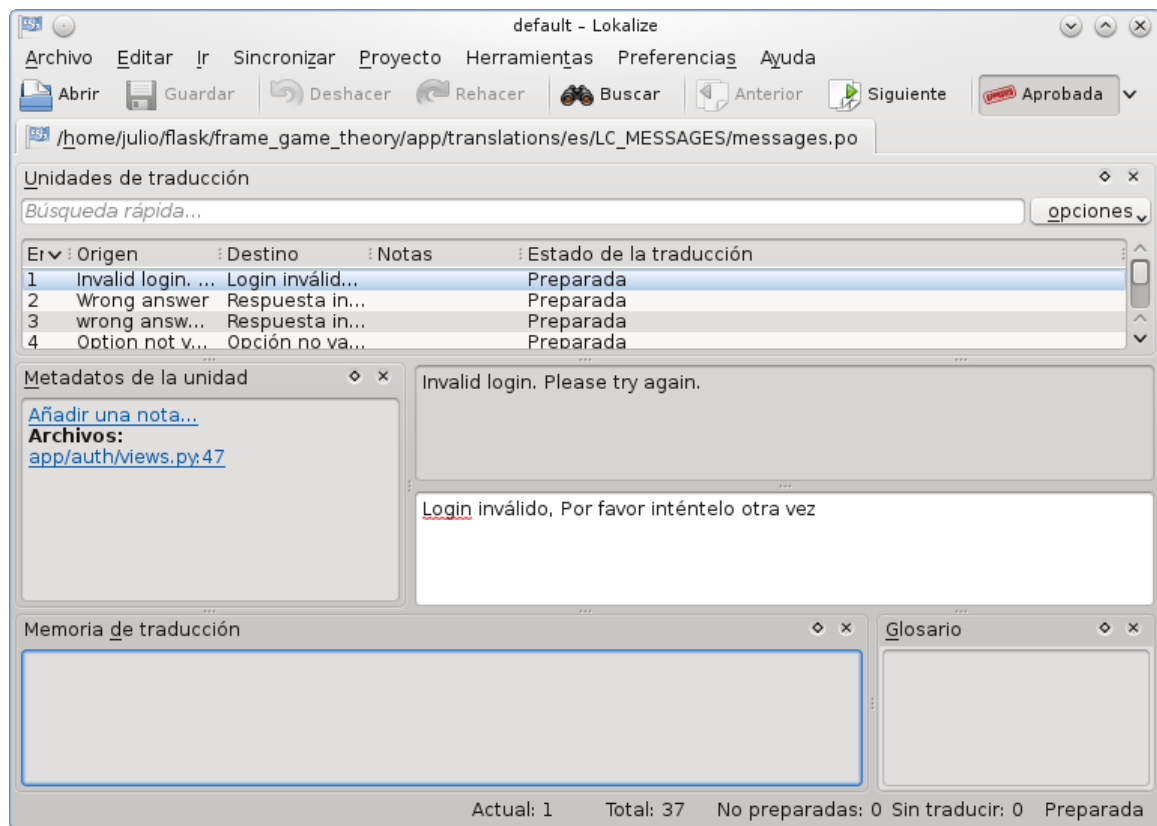 default – Lokalize
Archivo Editar Ir Sincronizar Proyecto Herramientas Preferencias Ayuda
Abrir Guardar Deshacer Rehacer Buscar Anterior Siguiente Aprobada
/home/julio/flask/frame_game_theory/app/translations/es/LC_MESSAGES/messages.po
Unidades de traducción
Búsqueda rápida...
opciones
Er Origen Destino Notas Estado de la traducción
1 Invalid login. ... Login inválid... Preparada
2 Wrong answer Respuesta in... Preparada
3 wrong answ... Respuesta in... Preparada
4 Option not v... Opción no va... Preparada
Metadatos de la unidad
Añadir una nota...
Archivos:
app/auth/views.py:47
Invalid login. Please try again.
Login inválido, Por favor inténtelo otra vez
Memoria de traducción
Glosario
Actual: 1 Total: 37 No preparadas: 0 Sin traducir: 0 Preparada